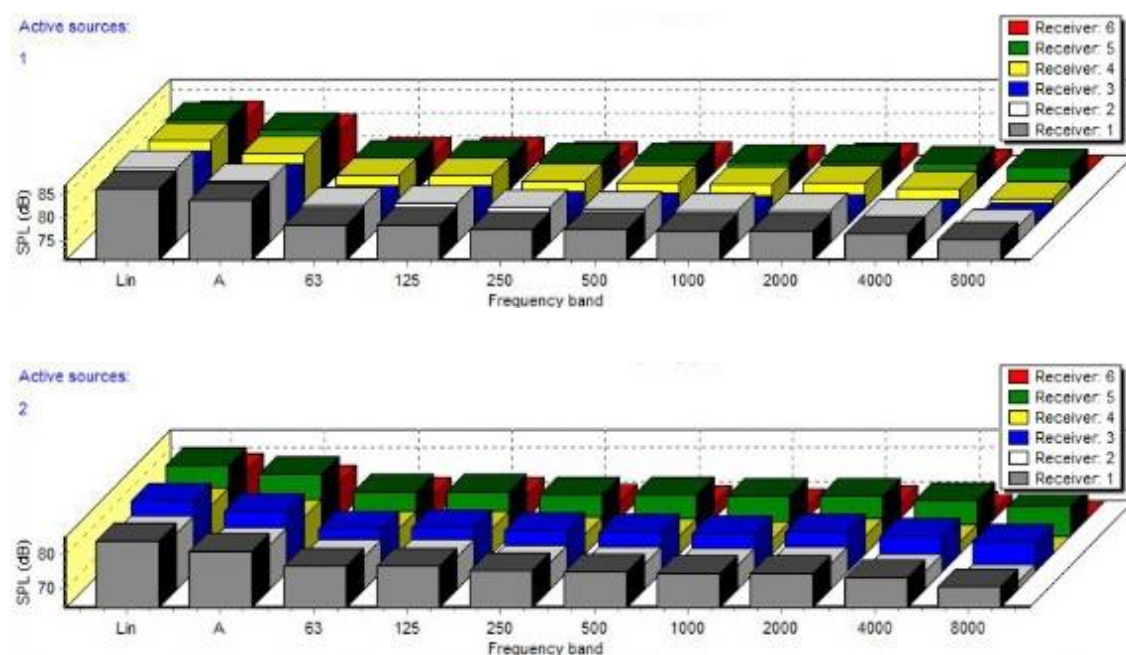 Active sources:
1
Receiver: 6
Receiver: 5
Receiver: 4
Receiver: 3
Receiver: 2
Receiver: 1
85
80
75
SPL (dB)
Lin A 63 125 250 500 1000 2000 4000 8000
Frequency band
Active sources:
2
Receiver: 6
Receiver: 5
Receiver: 4
Receiver: 3
Receiver: 2
Receiver: 1
80
70
SPL (dB)
Lin A 63 125 250 500 1000 2000 4000 8000
Frequency band